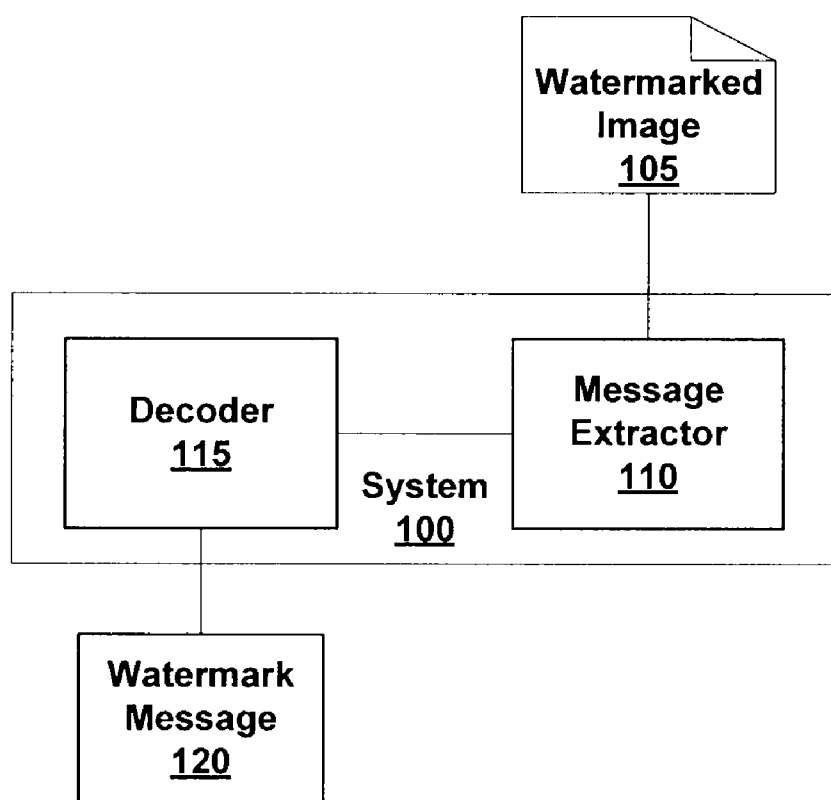 Watermarked
Image
105
Decoder
115
Message
Extractor
110
System
100
Watermark
Message
120